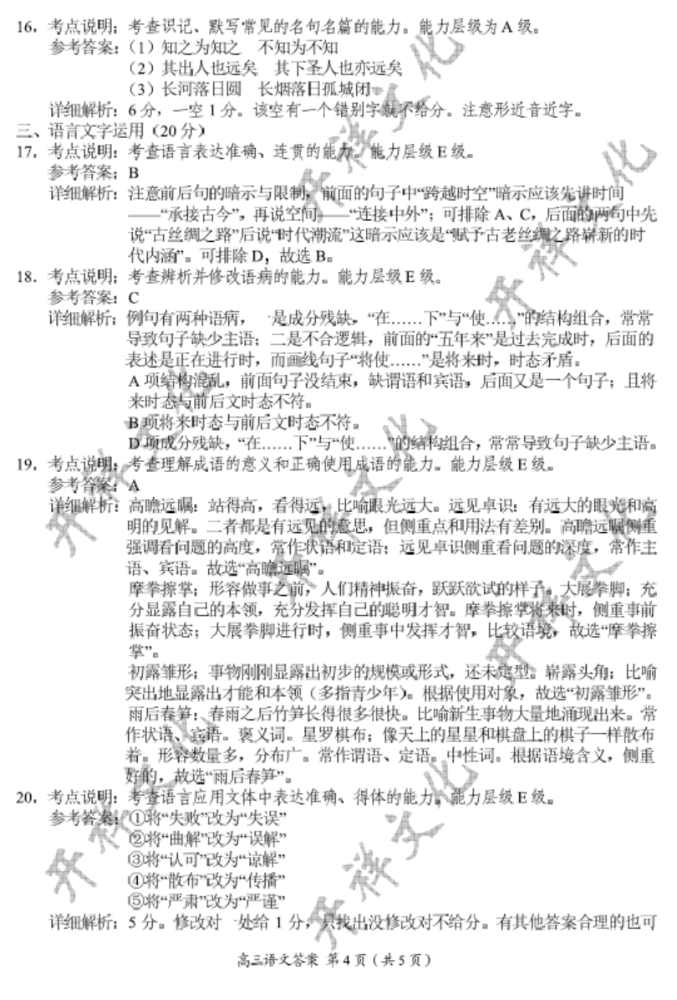 16．考点说明：考查识记、默写常见的名句名篇的能力。能力层级为 A 级。
参考答案：（1）知之为知之　不知为不知
（2）其出人也远矣　其下圣人也亦远矣
（3）长河落日圆　长烟落日孤城闭
详细解析：6 分，一空 1 分。该空有一个错别字就不给分。注意形近音近字。
三、语言文字运用（20 分）
17．考点说明：考查语言表达准确、连贯的能力。能力层级 E 级。
参考答案：B
详细解析：注意前后句的暗示与限制，前面的句子中“跨越时空”暗示应该先讲时间
——“承接古今”，再说空间——“连接中外”；可排除 A、C，后面的两句中先
说“古丝绸之路”后说“时代潮流”这暗示应该是“赋予古老丝绸之路崭新的时
代内涵”。可排除 D，故选 B。
18．考点说明：考查辨析并修改语病的能力。能力层级 E 级。
参考答案：C
详细解析：例句有两种语病，一是成分残缺，“在……下”与“使……”的结构组合，常常
导致句子缺少主语；二是不合逻辑，前面的“五年来”是过去完成时，后面的
表述是正在进行时，而画线句子“将使……”是将来时，时态矛盾。
A 项结构混乱，前面句子没结束，缺谓语和宾语，后面又是一个句子；且将
来时态与前后文时态不符。
B 项将来时态与前后文时态不符。
D 项成分残缺，“在……下”与“使……”的结构组合，常常导致句子缺少主语。
19．考点说明：考查理解成语的意义和正确使用成语的能力。能力层级 E 级。
参考答案：A
详细解析：高瞻远瞩：站得高，看得远，比喻眼光远大。远见卓识：有远大的眼光和高
明的见解。二者都是有远见的意思，但侧重点和用法有差别。高瞻远瞩侧重
强调看问题的高度，常作状语和定语；远见卓识侧重看问题的深度，常作主
语、宾语。故选“高瞻远瞩”。
摩拳擦掌：形容做事之前，人们精神振奋，跃跃欲试的样子。大展拳脚：充
分显露自己的本领，充分发挥自己的聪明才智。摩拳擦掌将来时，侧重事前
振奋状态；大展拳脚进行时，侧重事中发挥才智，比较语境，故选“摩拳擦
掌”。
初露雏形：事物刚刚显露出初步的规模或形式，还未定型。崭露头角：比喻
突出地显露出才能和本领（多指青少年）。根据使用对象，故选“初露雏形”。
雨后春笋：春雨之后竹笋长得很多很快。比喻新生事物大量地涌现出来。常
作状语、宾语。褒义词。星罗棋布：像天上的星星和棋盘上的棋子一样散布
着。形容数量多，分布广。常作谓语、定语。中性词。根据语境含义，侧重
好的，故选“雨后春笋”。
20．考点说明：考查语言应用文体中表达准确、得体的能力。能力层级 E 级。
参考答案：①将“失败”改为“失误”
②将“曲解”改为“误解”
③将“认可”改为“谅解”
④将“散布”改为“传播”
⑤将“严肃”改为“严谨”
详细解析：5 分。修改对一处给 1 分，只找出没修改对不给分。有其他答案合理的也可
高三语文答案 第 4 页（共 5 页）
开祥文化
开祥文化
开祥文化
开祥文化
开祥文化
开祥文化
开祥文化